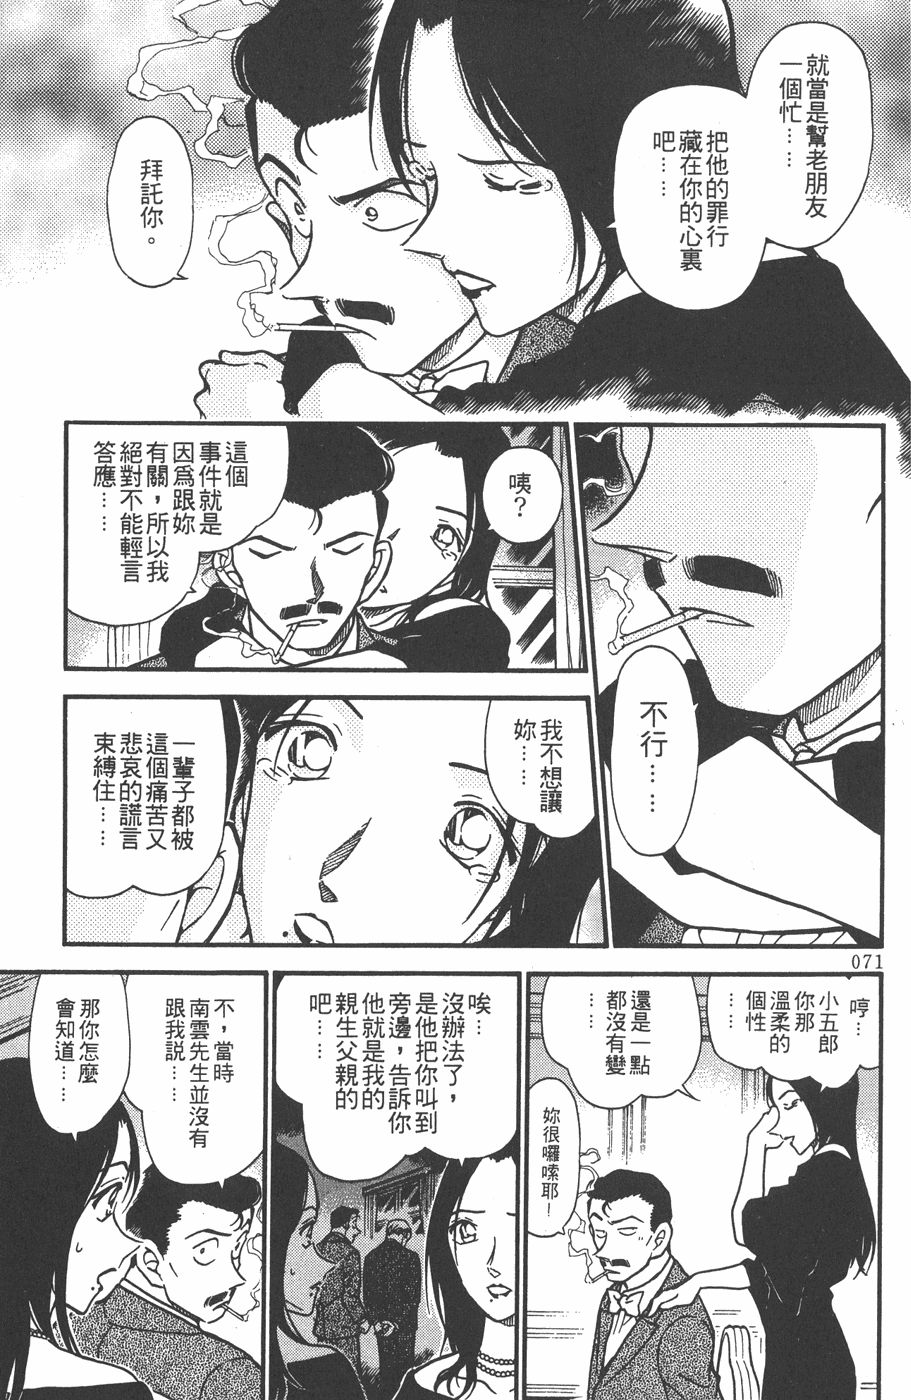 就當是幫老朋友
一個忙……
把他的罪行
藏在你的心裏
吧……
拜託你。
不行……
咦？
這個
事件就是
因為跟妳
有關，所以我
絕對不能輕言
答應……
我不想讓
妳……
一輩子都被
這個痛苦又
悲哀的謊言
束縛住……
071
哼…
小五郎
你那
溫柔的
個性
…
還是一點
都沒有變
……
妳很囉嗦耶！
唉…
沒辦法了，
是他把你叫到
旁邊，告訴你
他就是我的
親生父親的
吧……
不，當時
南雲先生並沒有
跟我說……
那你怎麼
會知道……